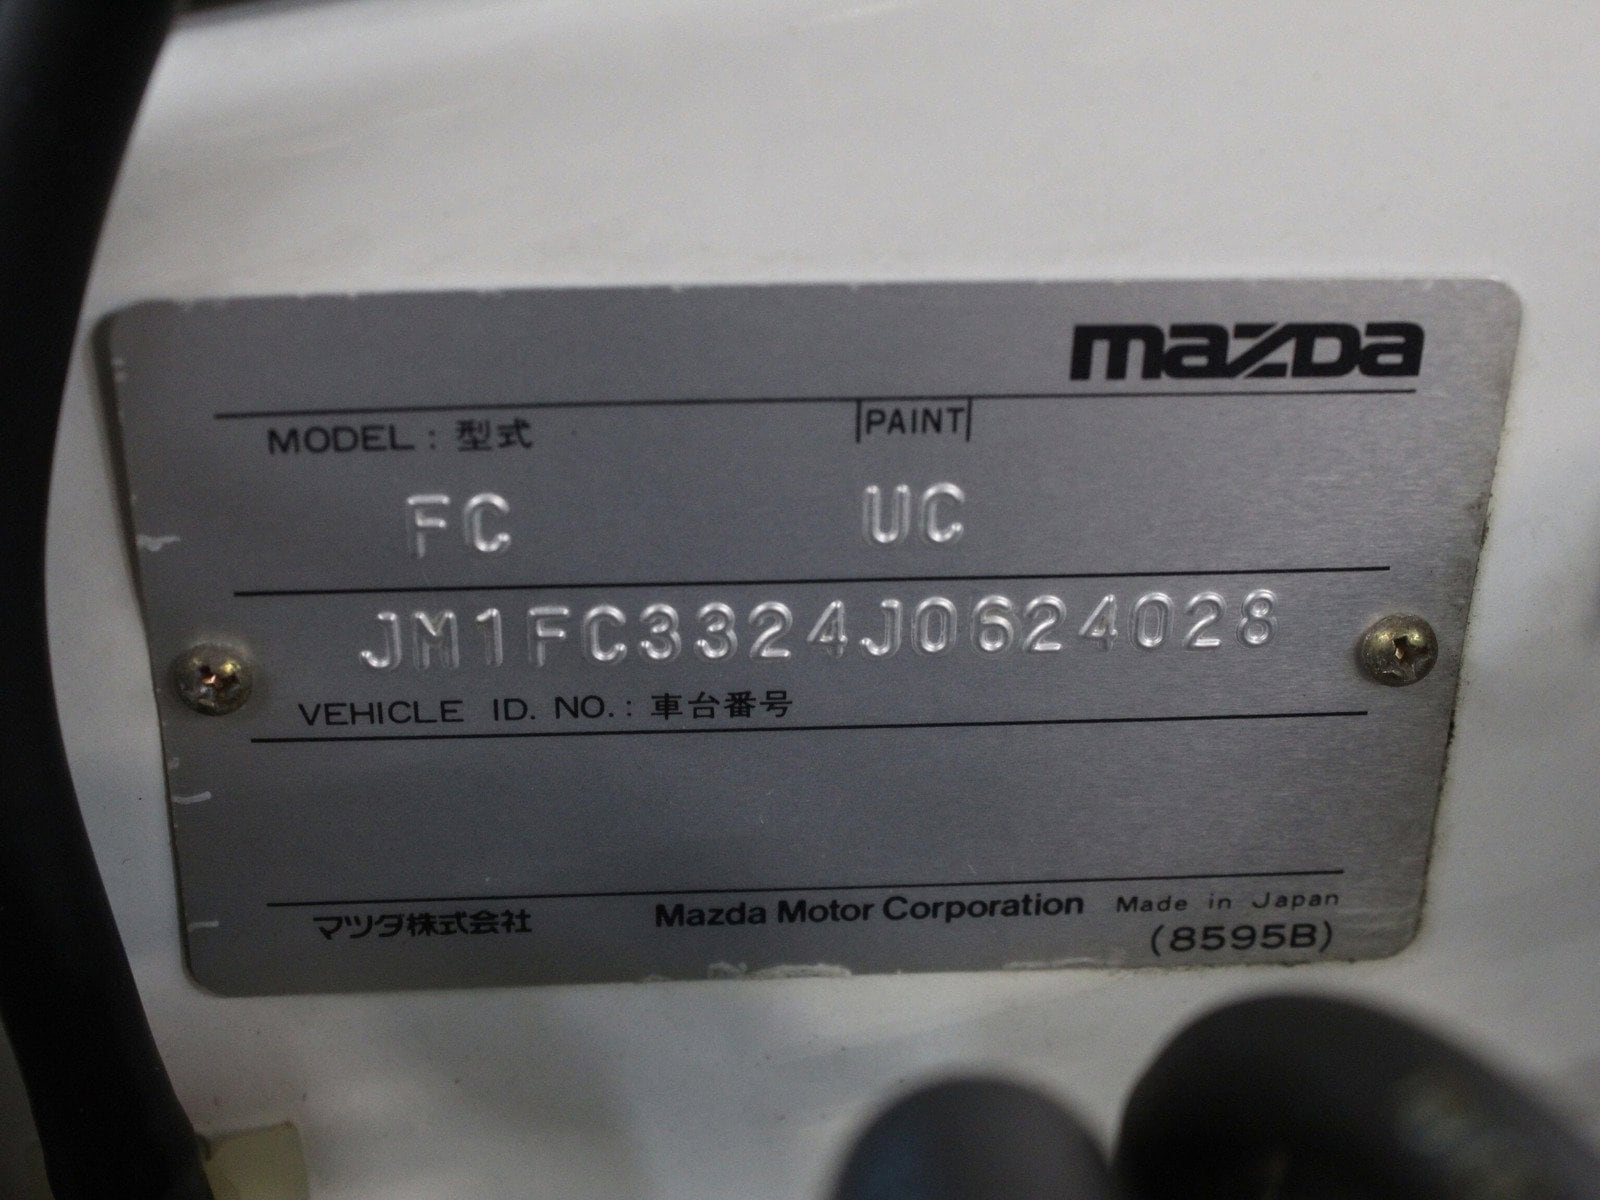 mazda
MODEL : 型式 PAINT
FC UC
JM1FC3324J0624028
VEHICLE ID. NO. : 車台番号
マツダ株式会社 Mazda Motor Corporation Made in Japan
(8595B)